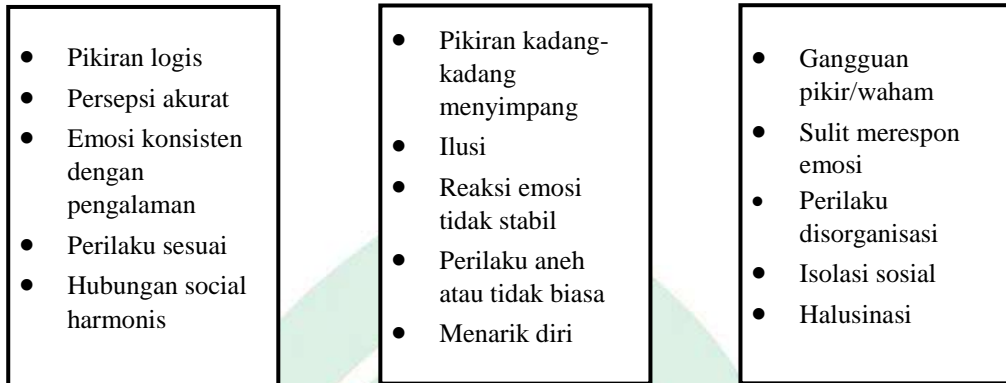 ● Pikiran logis
● Persepsi akurat
● Emosi konsisten
dengan
pengalaman
● Perilaku sesuai
● Hubungan social
harmonis
● Pikiran kadang-
kadang
menyimpang
● Ilusi
● Reaksi emosi
tidak stabil
● Perilaku aneh
atau tidak biasa
● Menarik diri
● Gangguan
pikir/waham
● Sulit merespon
emosi
● Perilaku
disorganisasi
● Isolasi sosial
● Halusinasi